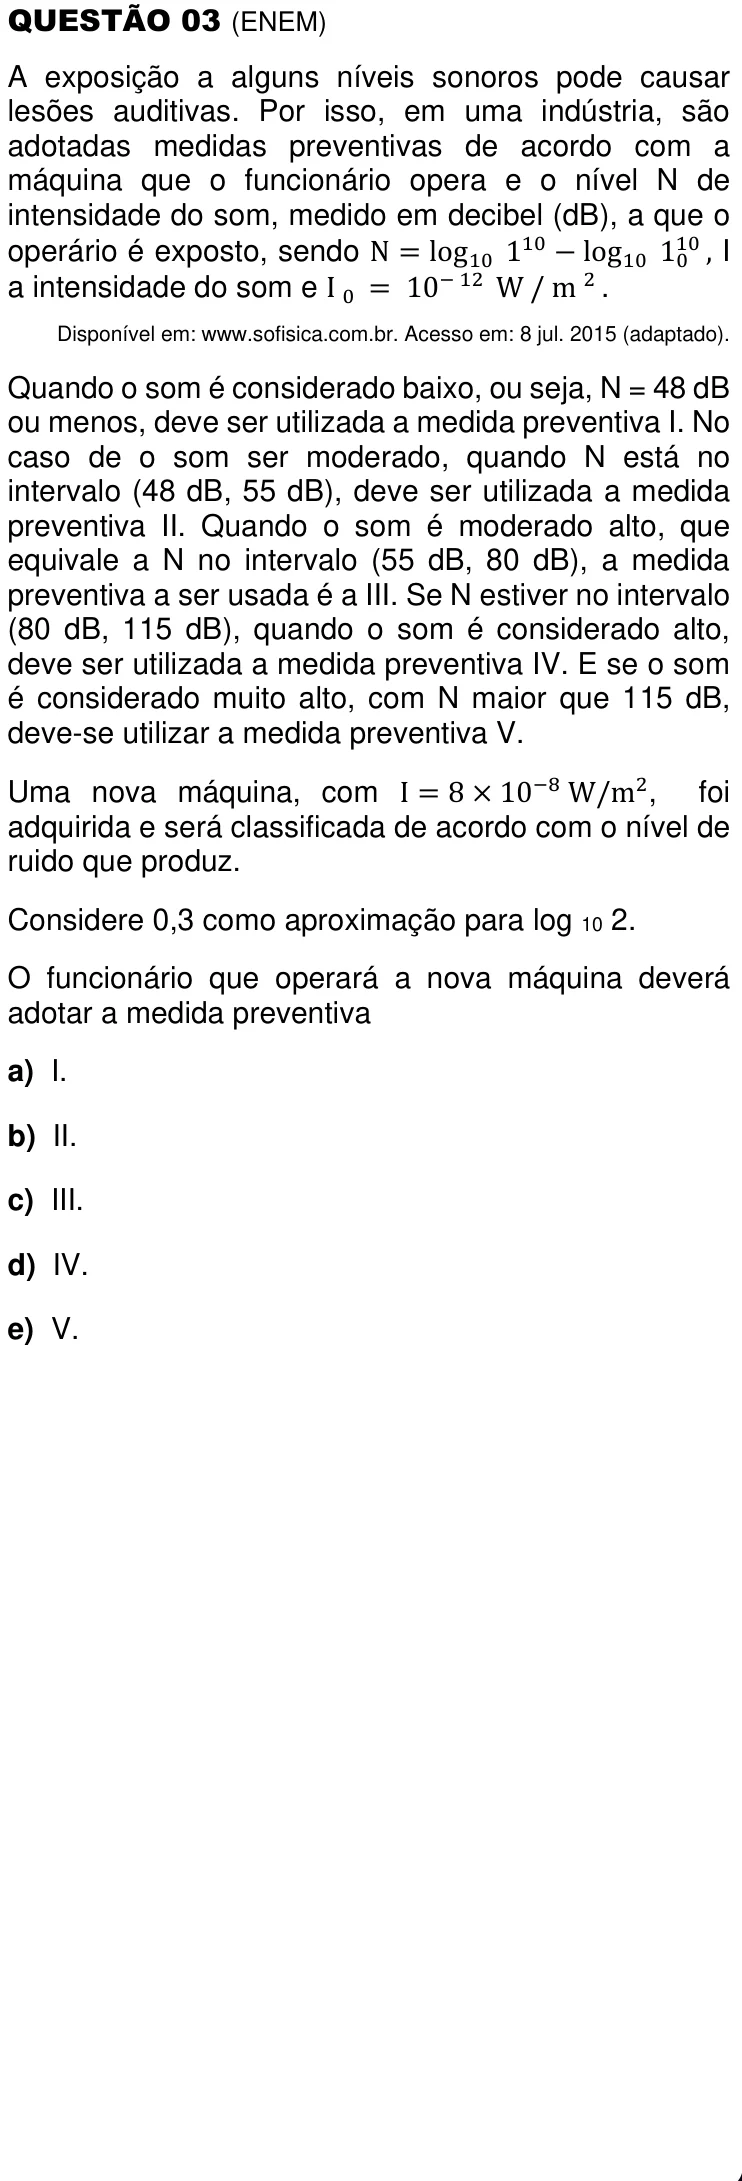 QUESTÃO 03 (ENEM)
A exposição a alguns níveis sonoros pode causar
lesões auditivas. Por isso, em uma indústria, são
adotadas medidas preventivas de acordo com a
máquina que o funcionário opera e o nível N de
intensidade do som, medido em decibel (dB), a que o
operário é exposto, sendo N = log₁₀ 1¹⁰ − log₁₀ 1₀¹⁰, I
a intensidade do som e I ₀ = 10⁻ ¹² W / m ².
Disponível em: www.sofisica.com.br. Acesso em: 8 jul. 2015 (adaptado).
Quando o som é considerado baixo, ou seja, N = 48 dB
ou menos, deve ser utilizada a medida preventiva I. No
caso de o som ser moderado, quando N está no
intervalo (48 dB, 55 dB), deve ser utilizada a medida
preventiva II. Quando o som é moderado alto, que
equivale a N no intervalo (55 dB, 80 dB), a medida
preventiva a ser usada é a III. Se N estiver no intervalo
(80 dB, 115 dB), quando o som é considerado alto,
deve ser utilizada a medida preventiva IV. E se o som
é considerado muito alto, com N maior que 115 dB,
deve-se utilizar a medida preventiva V.
Uma nova máquina, com I = 8 × 10⁻⁸ W/m², foi
adquirida e será classificada de acordo com o nível de
ruido que produz.
Considere 0,3 como aproximação para log ₁₀ 2.
O funcionário que operará a nova máquina deverá
adotar a medida preventiva
a) I.
b) II.
c) III.
d) IV.
e) V.